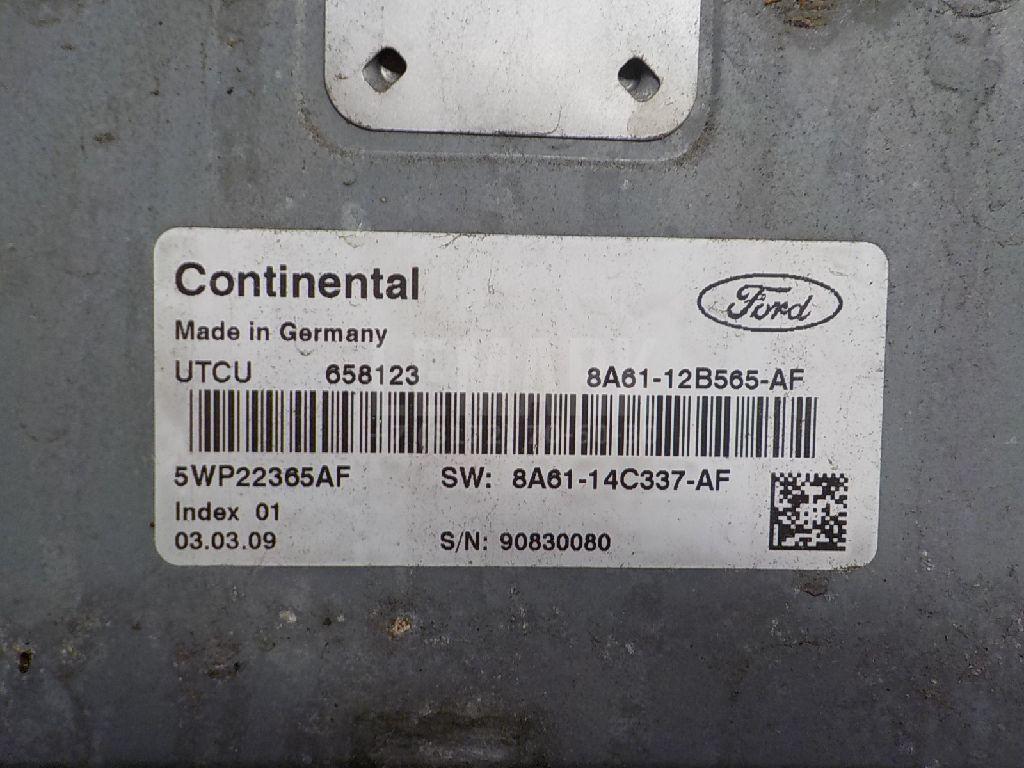 Continental
Ford
Made in Germany
UTCU 658123 8A61-12B565-AF
5WP22365AF SW: 8A61-14C337-AF
Index 01
03.03.09 S/N: 90830080